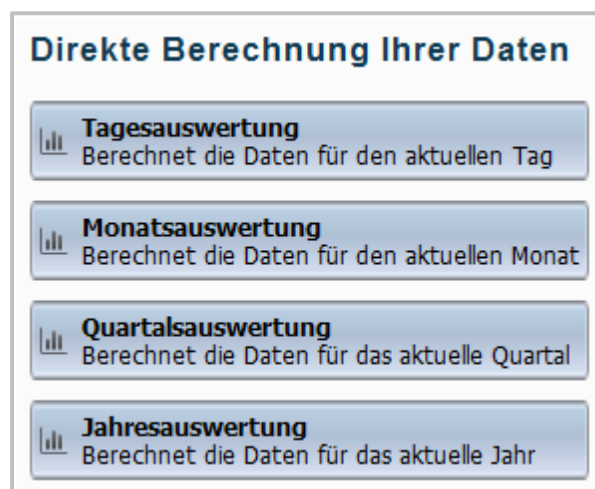 Direkte Berechnung Ihrer Daten
Tagesauswertung
Berechnet die Daten für den aktuellen Tag
Monatsauswertung
Berechnet die Daten für den aktuellen Monat
Quartalsauswertung
Berechnet die Daten für das aktuelle Quartal
Jahresauswertung
Berechnet die Daten für das aktuelle Jahr